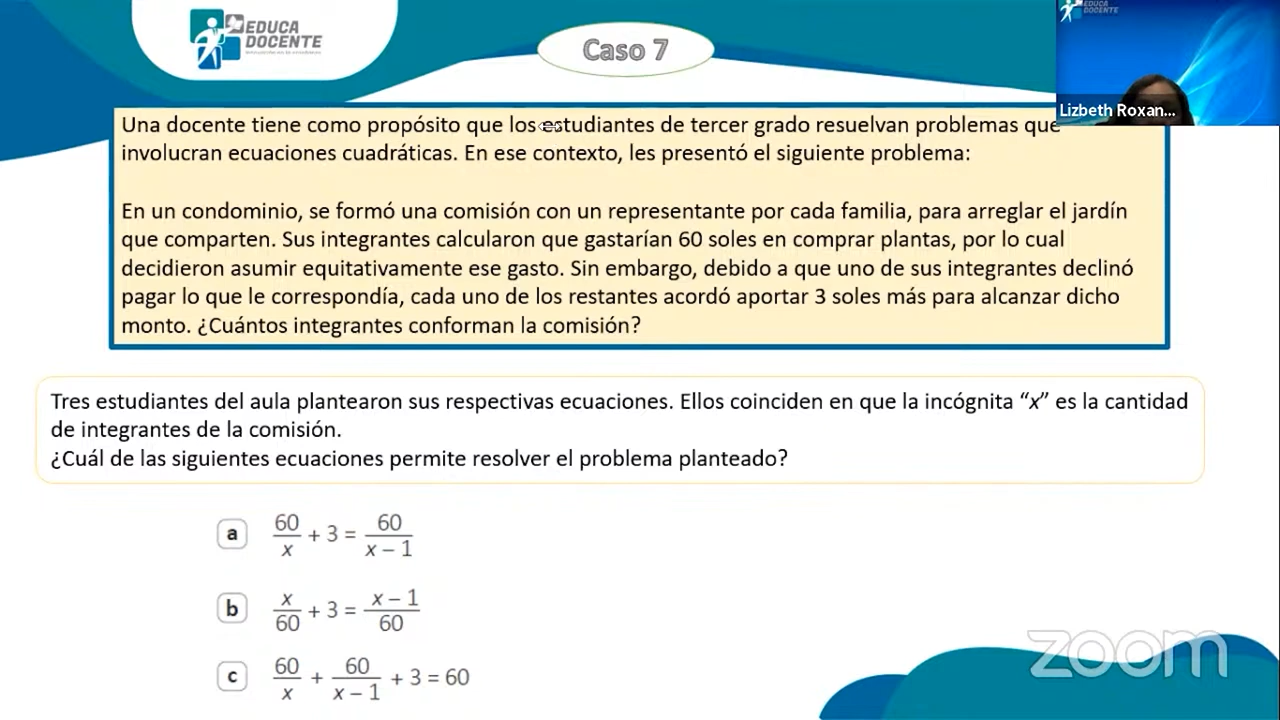 EDUCA
DOCENTE
Caso 7
EDUCA
DOCENTE
Lizbeth Roxan...
Una docente tiene como propósito que los estudiantes de tercer grado resuelvan problemas que
involucran ecuaciones cuadráticas. En ese contexto, les presentó el siguiente problema:
En un condominio, se formó una comisión con un representante por cada familia, para arreglar el jardín
que comparten. Sus integrantes calcularon que gastarían 60 soles en comprar plantas, por lo cual
decidieron asumir equitativamente ese gasto. Sin embargo, debido a que uno de sus integrantes declinó
pagar lo que le correspondía, cada uno de los restantes acordó aportar 3 soles más para alcanzar dicho
monto. ¿Cuántos integrantes conforman la comisión?
Tres estudiantes del aula plantearon sus respectivas ecuaciones. Ellos coinciden en que la incógnita “x” es la cantidad
de integrantes de la comisión.
¿Cuál de las siguientes ecuaciones permite resolver el problema planteado?
a 60/x + 3 = 60/(x – 1)
b x/60 + 3 = (x – 1)/60
c 60/x + 60/(x – 1) + 3 = 60
zoom